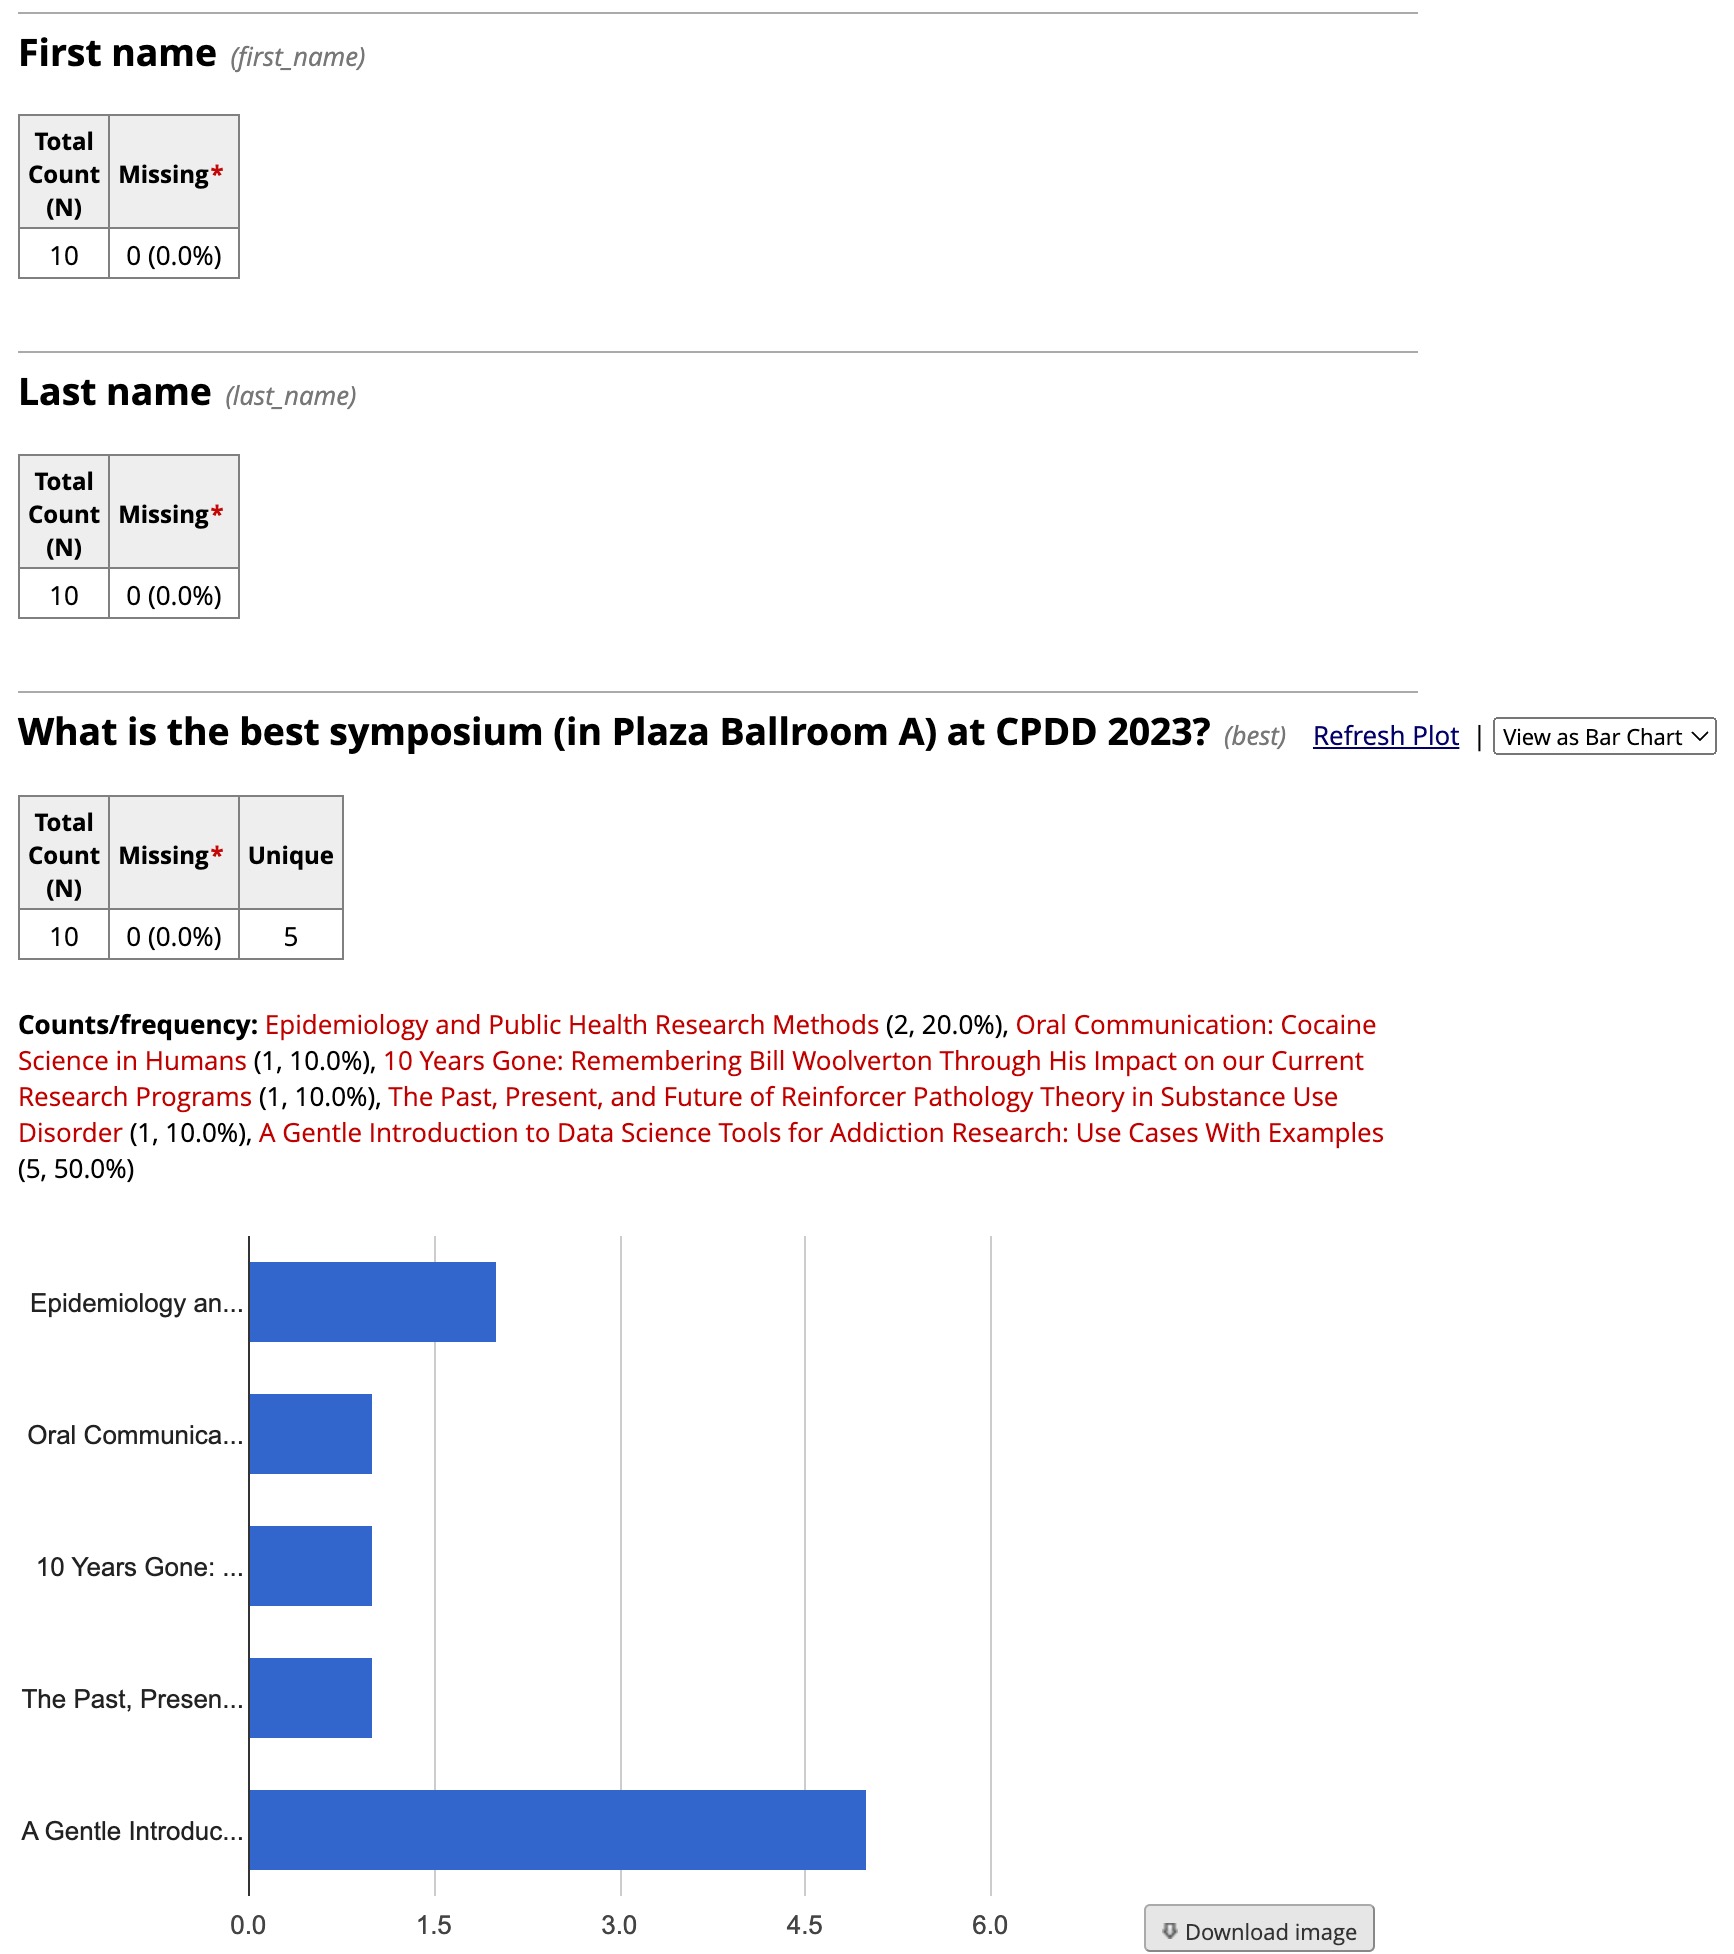 First name (first_name)
Total
Count
(N)
Missing*
10
0 (0.0%)
Last name (last_name)
Total
Count
(N)
Missing*
10
0 (0.0%)
What is the best symposium (in Plaza Ballroom A) at CPDD 2023? (best) Refresh Plot | View as Bar Chart
Total
Count
(N)
Missing*
Unique
10
0 (0.0%)
5
Counts/frequency: Epidemiology and Public Health Research Methods (2, 20.0%), Oral Communication: Cocaine
Science in Humans (1, 10.0%), 10 Years Gone: Remembering Bill Woolverton Through His Impact on our Current
Research Programs (1, 10.0%), The Past, Present, and Future of Reinforcer Pathology Theory in Substance Use
Disorder (1, 10.0%), A Gentle Introduction to Data Science Tools for Addiction Research: Use Cases With Examples
(5, 50.0%)
Epidemiology an...
Oral Communica...
10 Years Gone: ...
The Past, Presen...
A Gentle Introduc...
0.0 1.5 3.0 4.5 6.0
Download image